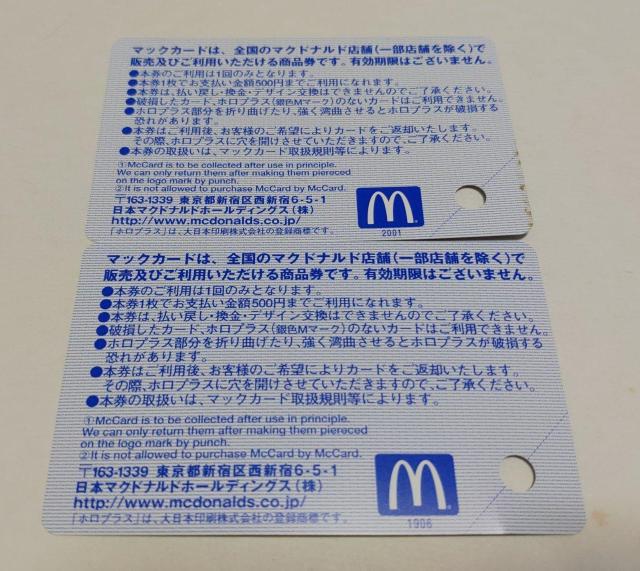 マックカードは、全国のマクドナルド店舗(一部店舗を除く)で
販売及びご利用いただける商品券です。有効期限はございません。
●本券のご利用は1回のみとなります。
●本券1枚でお支払い金額500円までご利用になれます。
●本券は、払い戻し・換金・デザイン交換はできませんのでご了承ください。
●破損したカード、ホロプラス(銀色Mマーク)のないカードはご利用できません。
●ホロプラス部分を折り曲げたり、強く湾曲させるとホロプラスが破損する
恐れがあります。
●本券はご利用後、お客様のご希望によりカードをご返却いたします。
その際、ホロプラスに穴を開けさせていただきますので、ご了承ください。
●本券の取扱いは、マックカード取扱規則等によります。
①McCard is to be collected after use in principle.
We can only return them after making them piereced
on the logo mark by punch.
②It is not allowed to purchase McCard by McCard.
〒163-1339 東京都新宿区西新宿6-5-1
日本マクドナルドホールディングス(株)
http://www.mcdonalds.co.jp/
「ホロプラス」は、大日本印刷株式会社の登録商標です。
2001
マックカードは、全国のマクドナルド店舗(一部店舗を除く)で
販売及びご利用いただける商品券です。有効期限はございません。
●本券のご利用は1回のみとなります。
●本券1枚でお支払い金額500円までご利用になれます。
●本券は、払い戻し・換金・デザイン交換はできませんのでご了承ください。
●破損したカード、ホロプラス(銀色Mマーク)のないカードはご利用できません。
●ホロプラス部分を折り曲げたり、強く湾曲させるとホロプラスが破損する
恐れがあります。
●本券はご利用後、お客様のご希望によりカードをご返却いたします。
その際、ホロプラスに穴を開けさせていただきますので、ご了承ください。
●本券の取扱いは、マックカード取扱規則等によります。
①McCard is to be collected after use in principle.
We can only return them after making them piereced
on the logo mark by punch.
②It is not allowed to purchase McCard by McCard.
〒163-1339 東京都新宿区西新宿6-5-1
日本マクドナルドホールディングス(株)
http://www.mcdonalds.co.jp/
「ホロプラス」は、大日本印刷株式会社の登録商標です。
1906